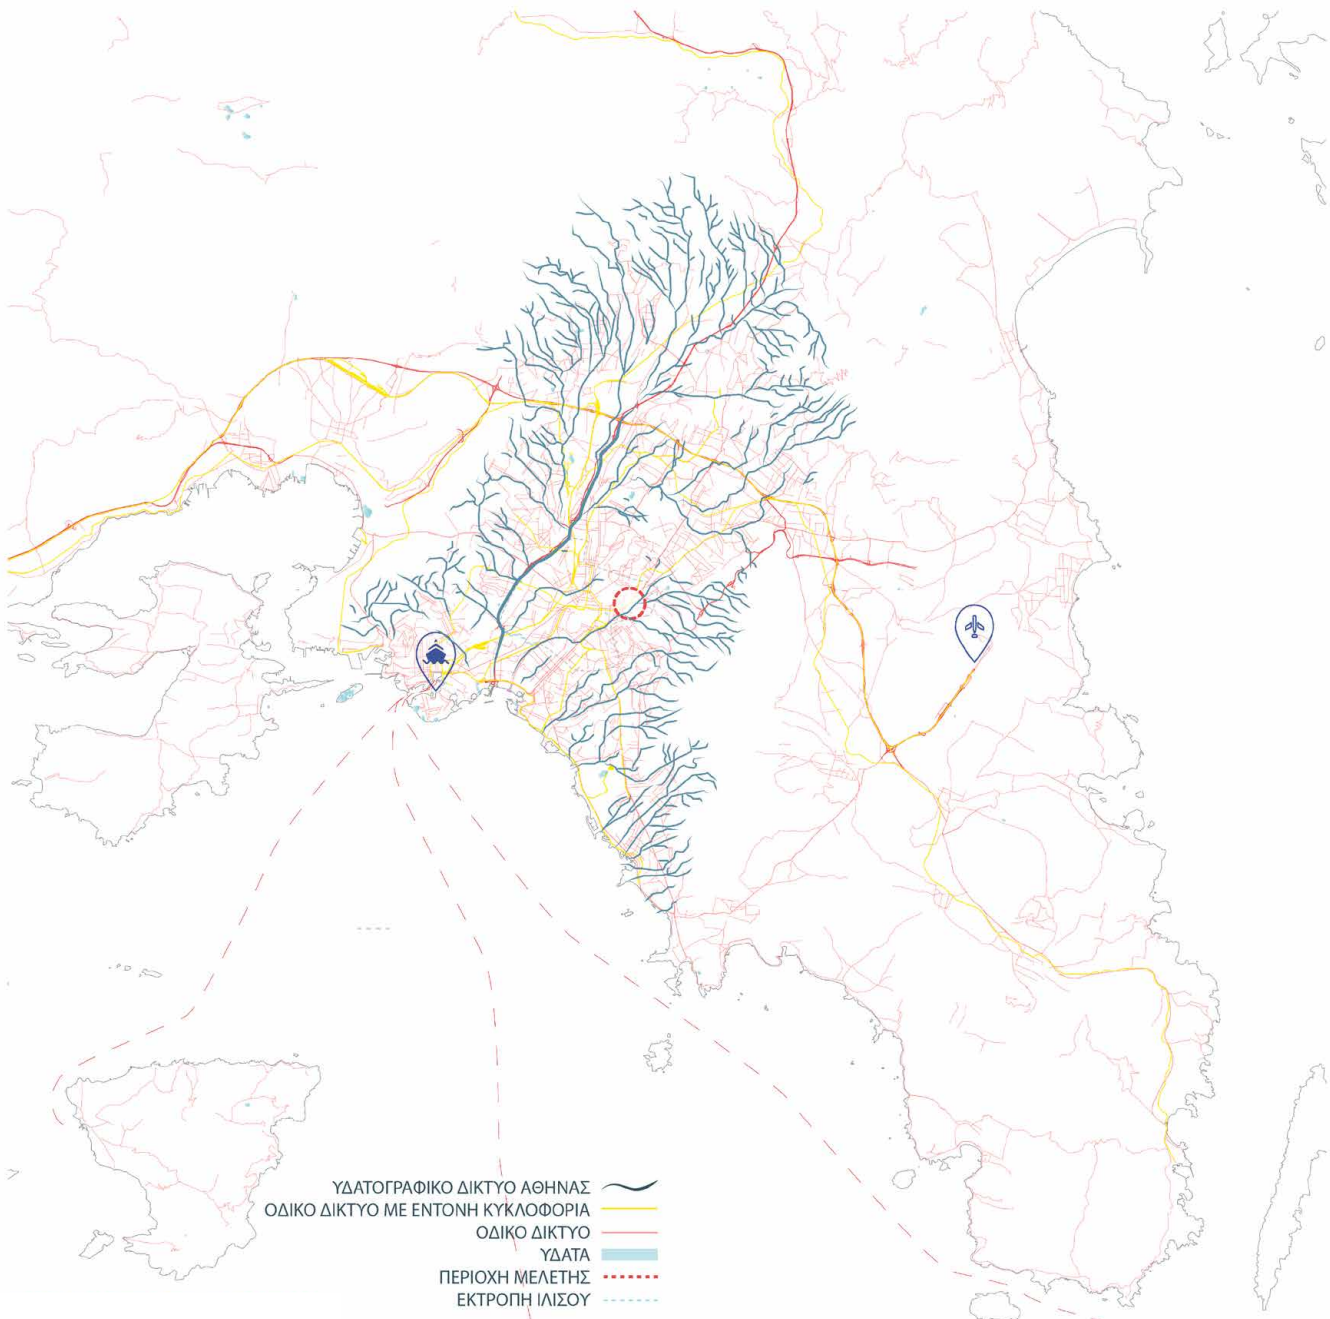 ΥΔΑΤΟΓΡΑΦΙΚΟ ΔΙΚΤΥΟ ΑΘΗΝΑΣ
ΟΔΙΚΟ ΔΙΚΤΥΟ ΜΕ ΕΝΤΟΝΗ ΚΥΚΛΟΦΟΡΙΑ
ΟΔΙΚΟ ΔΙΚΤΥΟ
ΥΔΑΤΑ
ΠΕΡΙΟΧΗ ΜΕΛΕΤΗΣ
ΕΚΤΡΟΠΗ ΙΛΙΣΟΥ